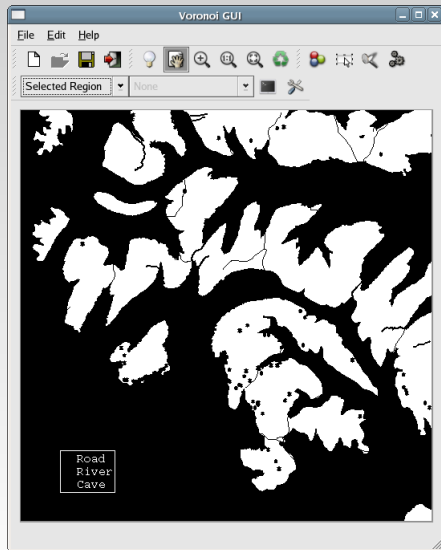 Voronoi GUI
File Edit Help
Selected Region None
Road
River
Cave